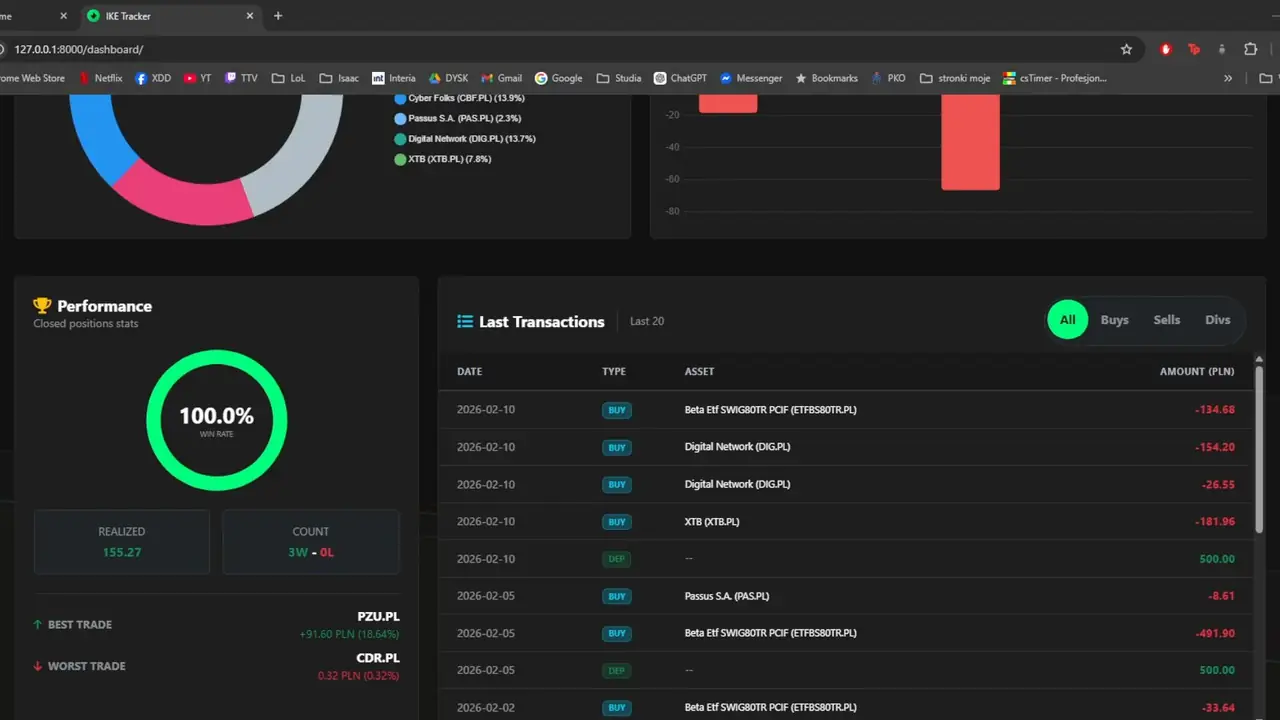 me
IKE Tracker
127.0.0.1:8000/dashboard/
rome Web Store Netflix XDD YT TTV LoL Isaac Interia DYSK Gmail Google Studia ChatGPT Messenger Bookmarks PKO stronki moje csTimer - Profesjon...
Cyber Folks (CBF.PL) (13.9%)
Passus S.A. (PAS.PL) (2.3%)
Digital Network (DIG.PL) (13.7%)
XTB (XTB.PL) (7.8%)
-20
-40
-60
-80
Performance
Closed positions stats
100.0%
WIN RATE
REALIZED
155.27
COUNT
3W - 0L
BEST TRADE
PZU.PL
+91.60 PLN (18.64%)
WORST TRADE
CDR.PL
0.32 PLN (0.32%)
Last Transactions Last 20
All Buys Sells Divs
DATE TYPE ASSET AMOUNT (PLN)
2026-02-10 BUY Beta Etf SWIG80TR PCIF (ETFBS80TR.PL) -134.68
2026-02-10 BUY Digital Network (DIG.PL) -154.20
2026-02-10 BUY Digital Network (DIG.PL) -26.55
2026-02-10 BUY XTB (XTB.PL) -181.96
2026-02-10 DEP -- 500.00
2026-02-05 BUY Passus S.A. (PAS.PL) -8.61
2026-02-05 BUY Beta Etf SWIG80TR PCIF (ETFBS80TR.PL) -491.90
2026-02-05 DEP -- 500.00
2026-02-02 BUY Beta Etf SWIG80TR PCIF (ETFBS80TR.PL) -33.64